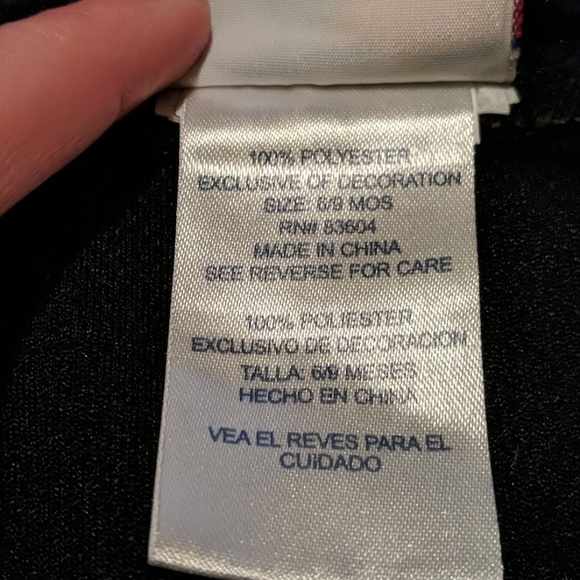 100% POLYESTER
EXCLUSIVE OF DECORATION
SIZE: 6/9 MOS
RN# 83604
MADE IN CHINA
SEE REVERSE FOR CARE
100% POLIESTER
EXCLUSIVO DE DECORACION
TALLA: 6/9 MESES
HECHO EN CHINA
VEA EL REVES PARA EL
CUiDADO